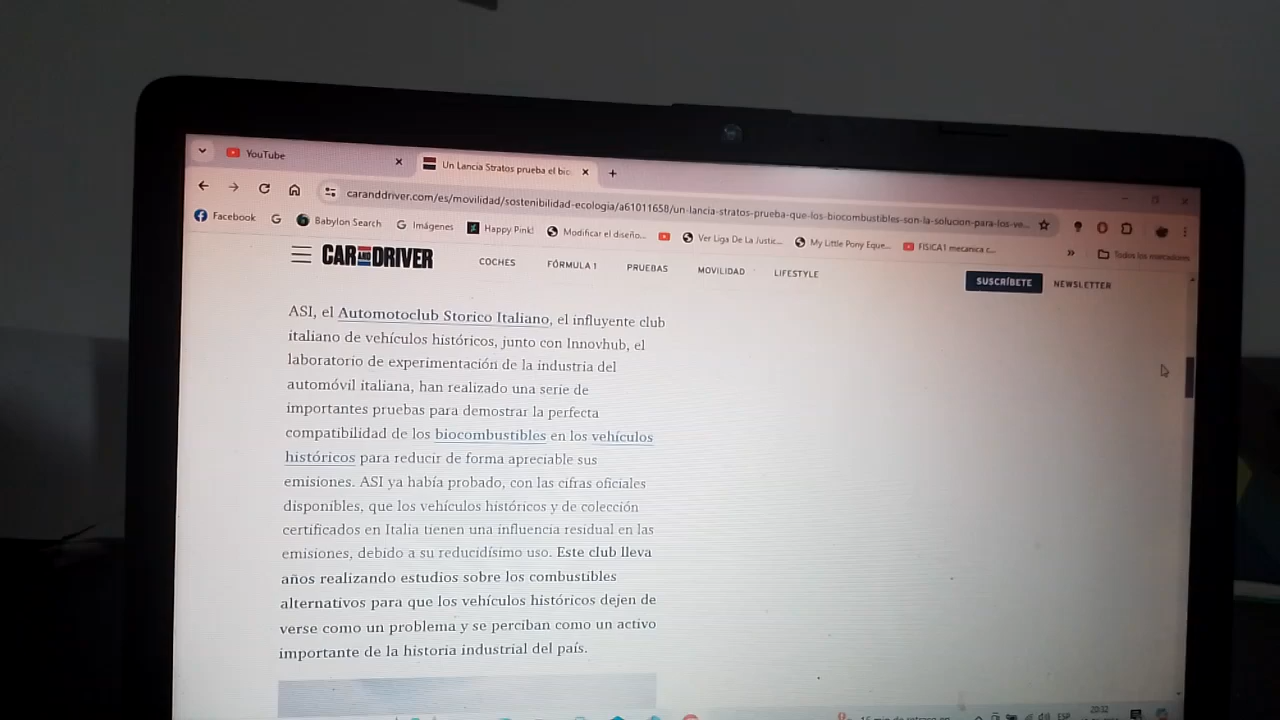 YouTube
Un Lancia Stratos prueba el bio
caranddriver.com/es/movilidad/sostenibilidad-ecologia/a61011658/un-lancia-stratos-prueba-que-los-biocombustibles-son-la-solucion-para-los-ve...
Facebook
G
Babylon Search
Imágenes
Happy Pink!
Modificar el diseño...
Ver Liga De La Justic...
My Little Pony Eque...
FISICA1 mecanica c...
»
Todos los marcadores
CAR AND DRIVER
COCHES
FÓRMULA 1
PRUEBAS
MOVILIDAD
LIFESTYLE
SUSCRÍBETE
NEWSLETTER
ASI, el Automotoclub Storico Italiano, el influyente club
italiano de vehículos históricos, junto con Innovhub, el
laboratorio de experimentación de la industria del
automóvil italiana, han realizado una serie de
importantes pruebas para demostrar la perfecta
compatibilidad de los biocombustibles en los vehículos
históricos para reducir de forma apreciable sus
emisiones. ASI ya había probado, con las cifras oficiales
disponibles, que los vehículos históricos y de colección
certificados en Italia tienen una influencia residual en las
emisiones, debido a su reducidísimo uso. Este club lleva
años realizando estudios sobre los combustibles
alternativos para que los vehículos históricos dejen de
verse como un problema y se perciban como un activo
importante de la historia industrial del país.
ESP
20:32